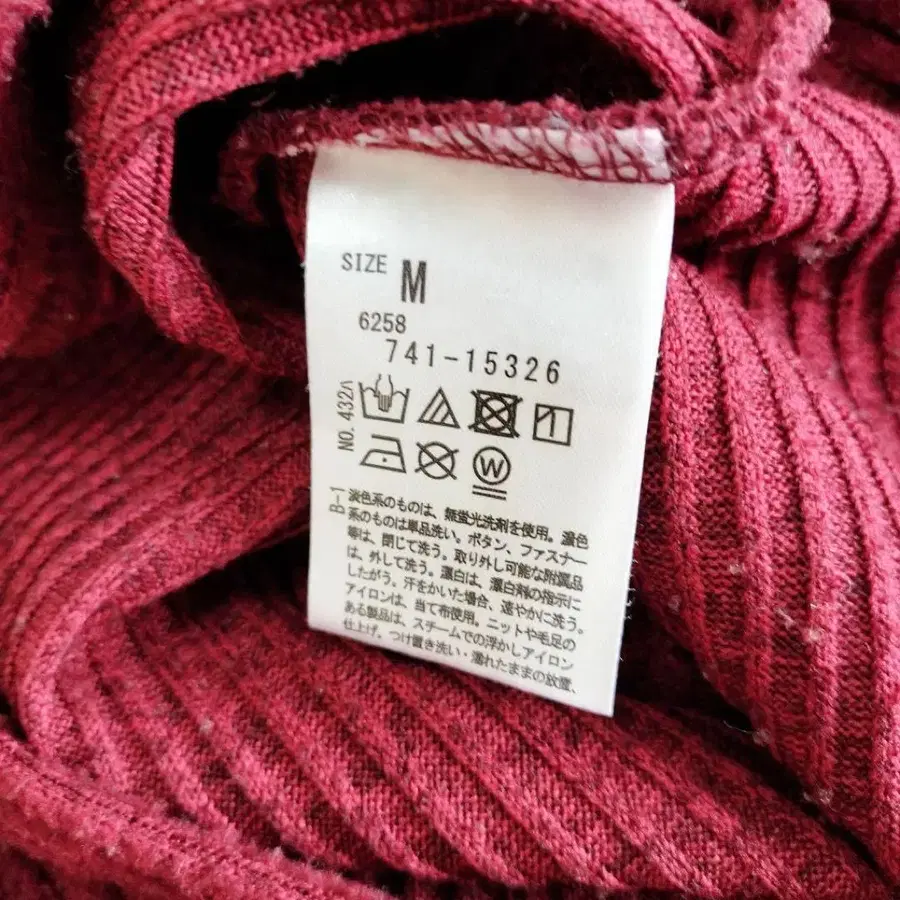 SIZE M
6258
741-15326
NO.432ハ
W
B-1
淡色系のものは、無蛍光洗剤を使用。濃色
系のものは単品洗い。ボタン、ファスナー
等は、閉じて洗う。取り外し可能な附属品
は、外して洗う。漂白は、漂白剤の指示に
したがう。汗をかいた場合、速やかに洗う。
アイロンは、当て布使用。ニットや毛足の
ある製品は、スチームでの浮かしアイロン
仕上げ。つけ置き洗い・濡れたままの放置、